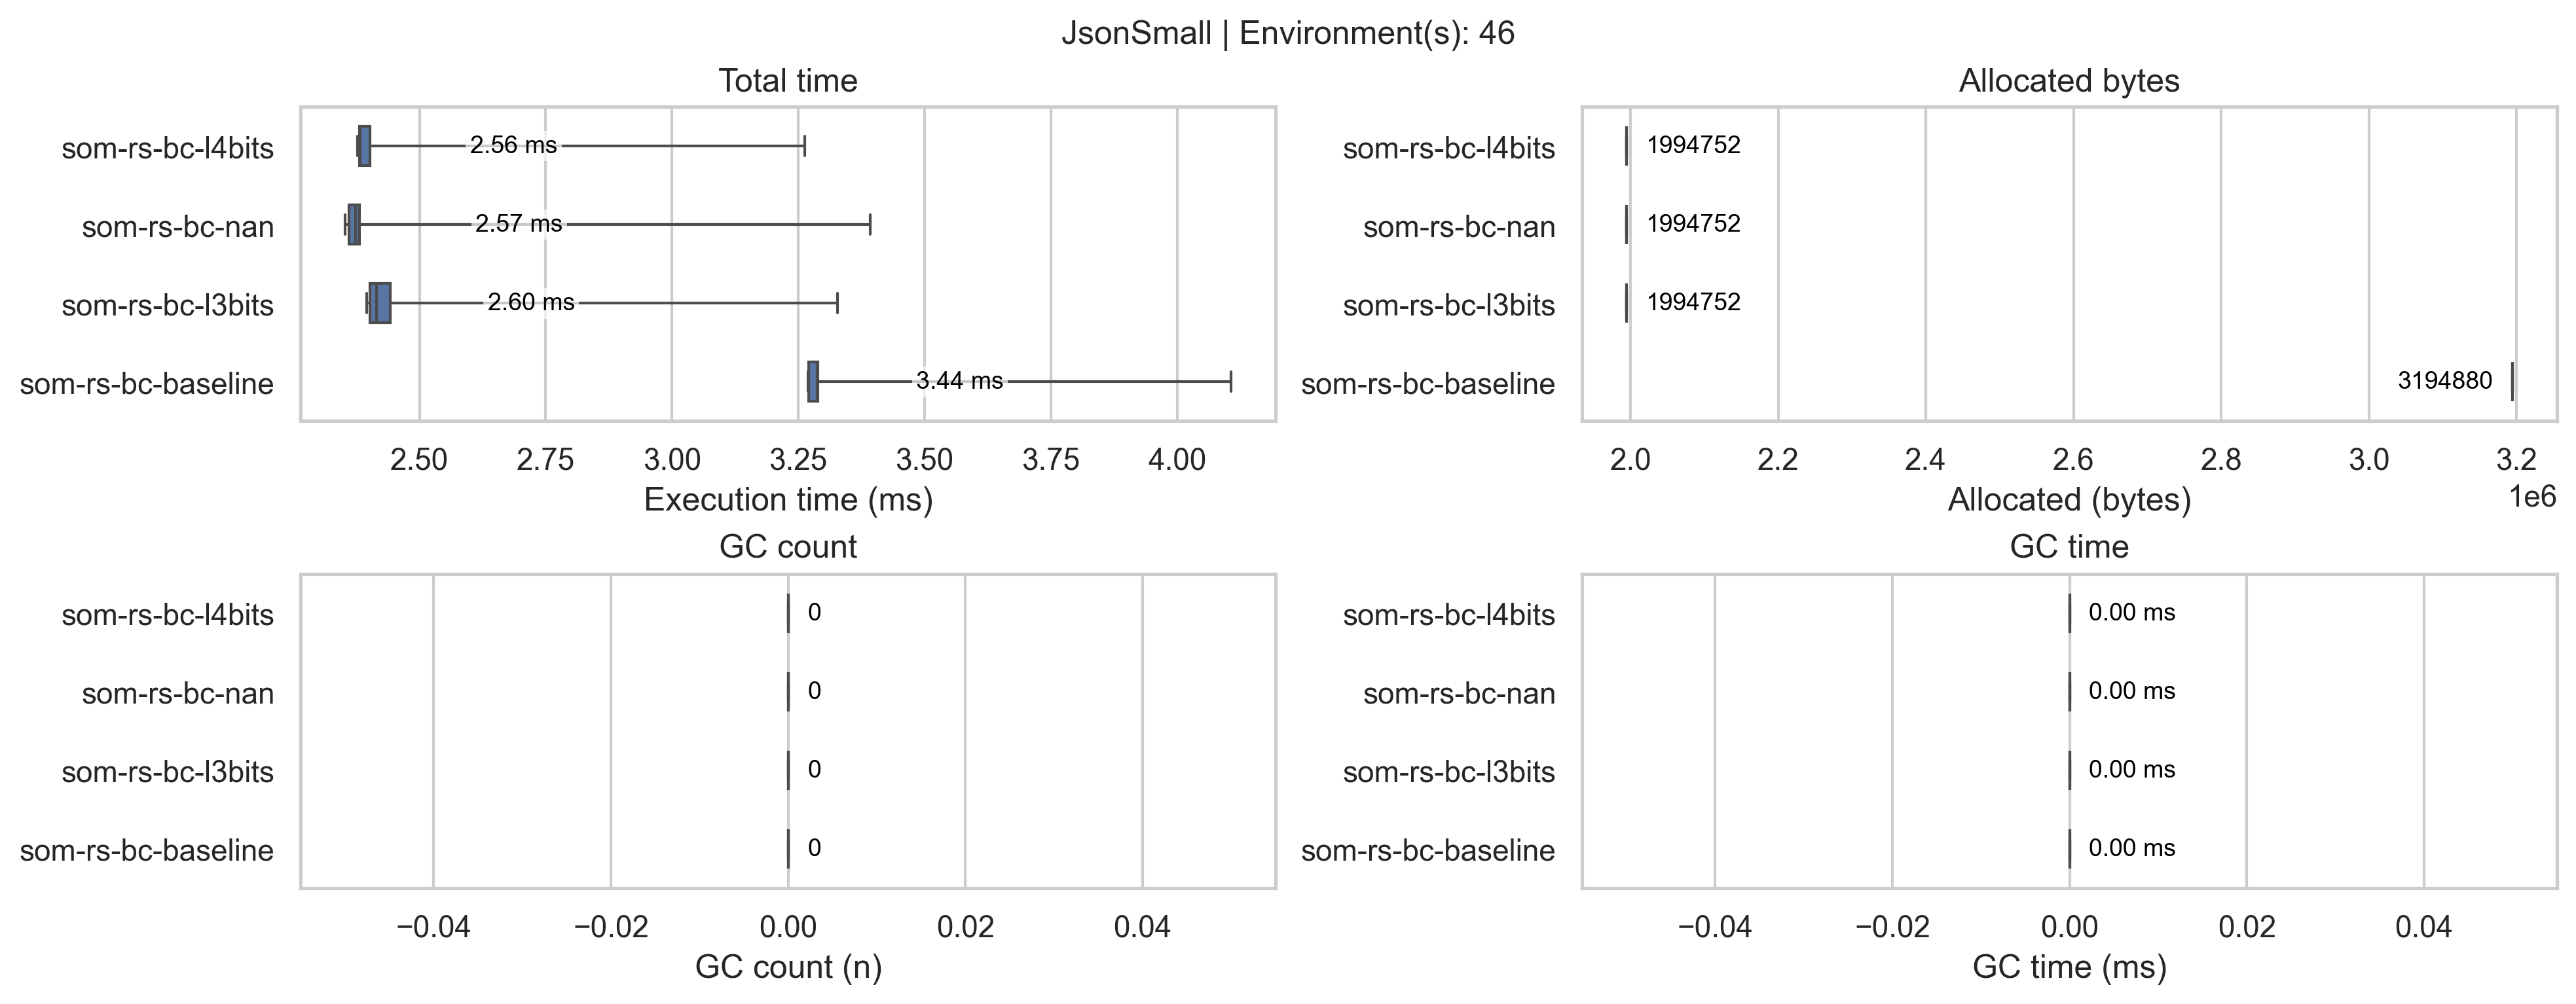 JsonSmall | Environment(s): 46
Total time
som-rs-bc-l4bits
som-rs-bc-nan
som-rs-bc-l3bits
som-rs-bc-baseline
2.56 ms
2.57 ms
2.60 ms
3.44 ms
2.50 2.75 3.00 3.25 3.50 3.75 4.00
Execution time (ms)
Allocated bytes
som-rs-bc-l4bits
som-rs-bc-nan
som-rs-bc-l3bits
som-rs-bc-baseline
1994752
1994752
1994752
3194880
2.0 2.2 2.4 2.6 2.8 3.0 3.2
1e6
Allocated (bytes)
GC count
som-rs-bc-l4bits
som-rs-bc-nan
som-rs-bc-l3bits
som-rs-bc-baseline
0
0
0
0
−0.04 −0.02 0.00 0.02 0.04
GC count (n)
GC time
som-rs-bc-l4bits
som-rs-bc-nan
som-rs-bc-l3bits
som-rs-bc-baseline
0.00 ms
0.00 ms
0.00 ms
0.00 ms
−0.04 −0.02 0.00 0.02 0.04
GC time (ms)